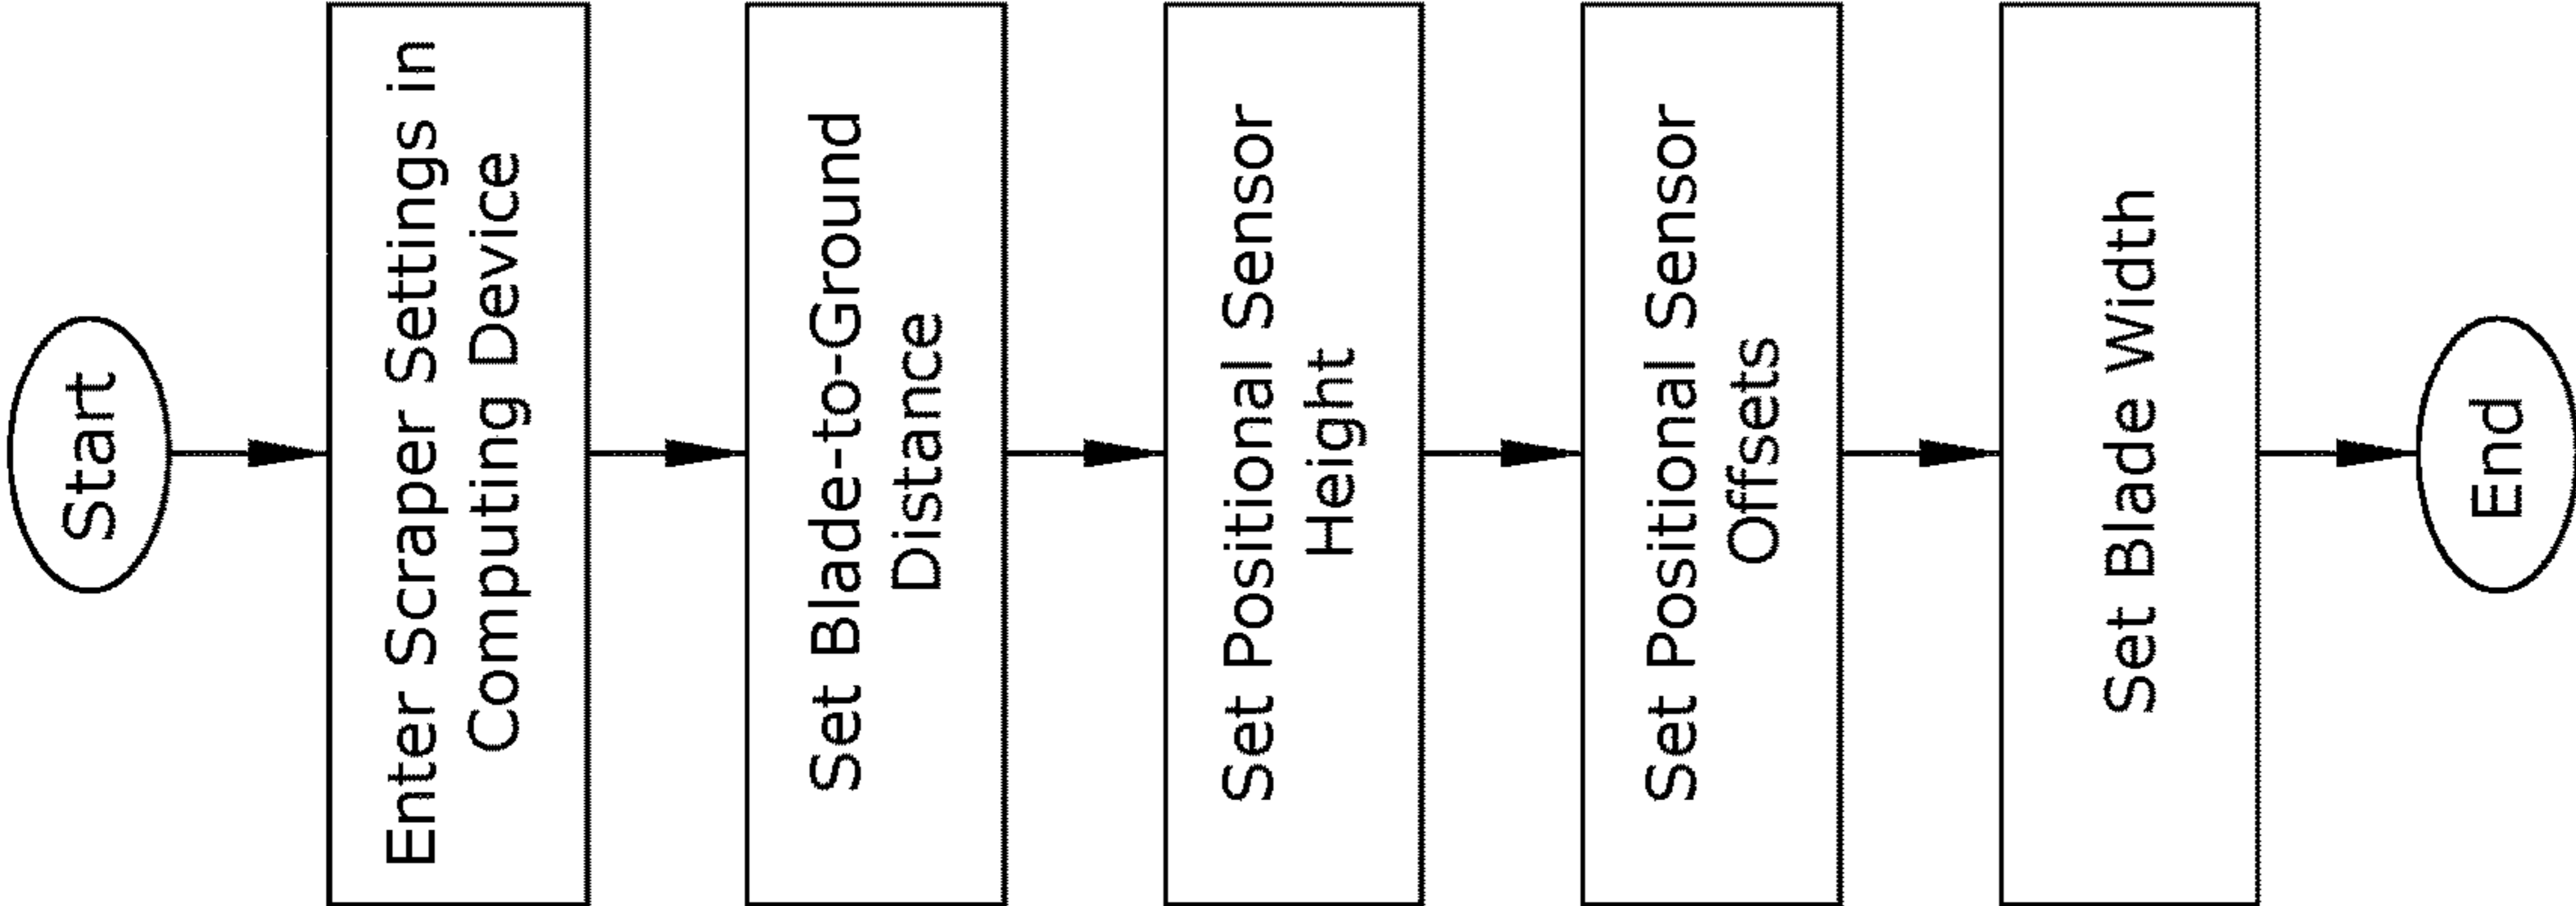 Start
Enter Scraper Settings in
Computing Device
Set Blade-to-Ground
Distance
Set Positional Sensor
Height
Set Positional Sensor
Offsets
Set Blade Width
End